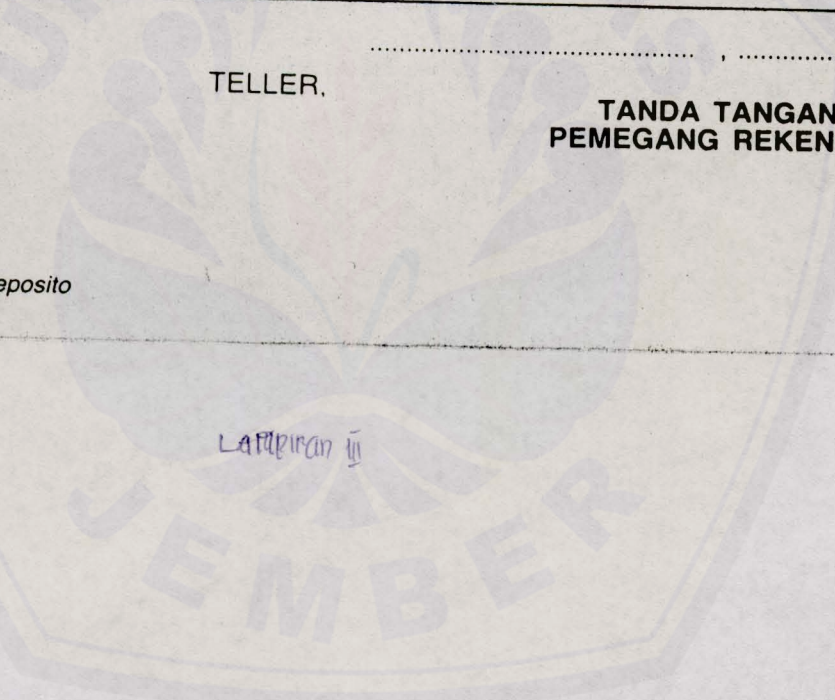 ........................................ , ............
TELLER,
TANDA TANGAN
PEMEGANG REKEN
eposito
Lampiran III
JEMBER